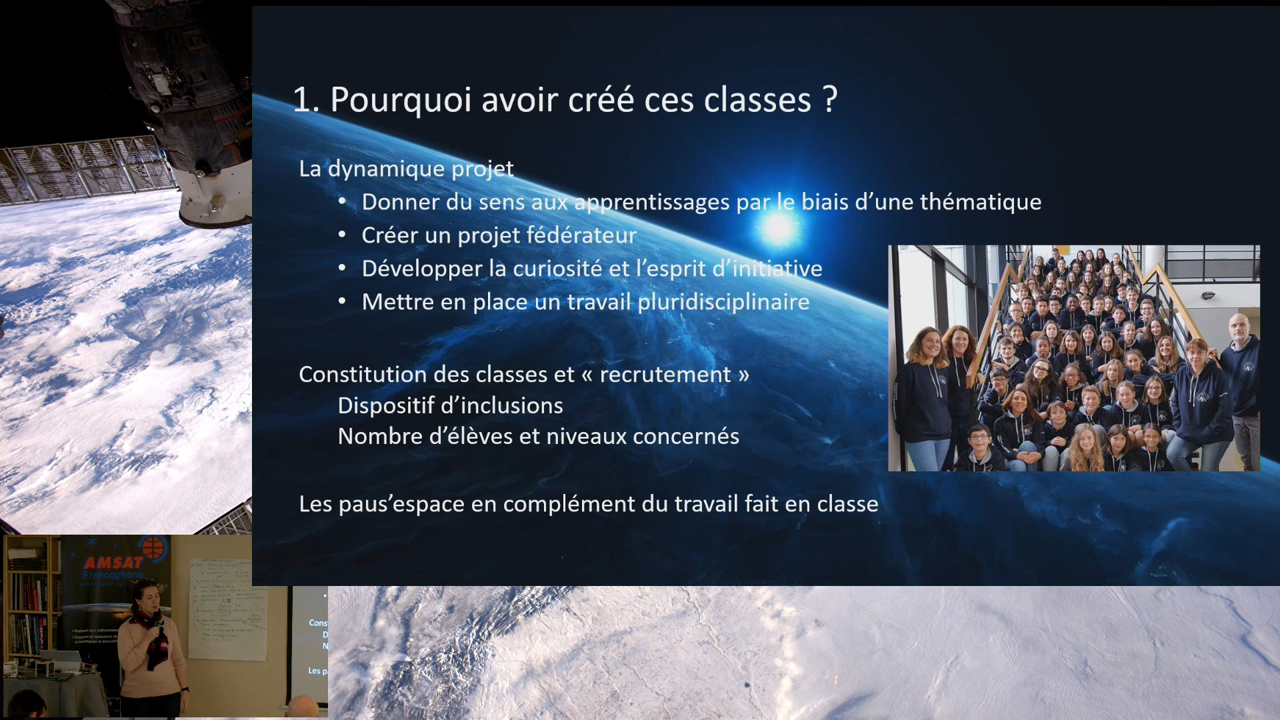 1. Pourquoi avoir créé ces classes ?
La dynamique projet
• Donner du sens aux apprentissages par le biais d'une thématique
• Créer un projet fédérateur
• Développer la curiosité et l'esprit d'initiative
• Mettre en place un travail pluridisciplinaire
Constitution des classes et « recrutement »
Dispositif d'inclusions
Nombre d'élèves et niveaux concernés
Les paus'espace en complément du travail fait en classe
AMSAT
Francophone
Cons
D
N
Les p